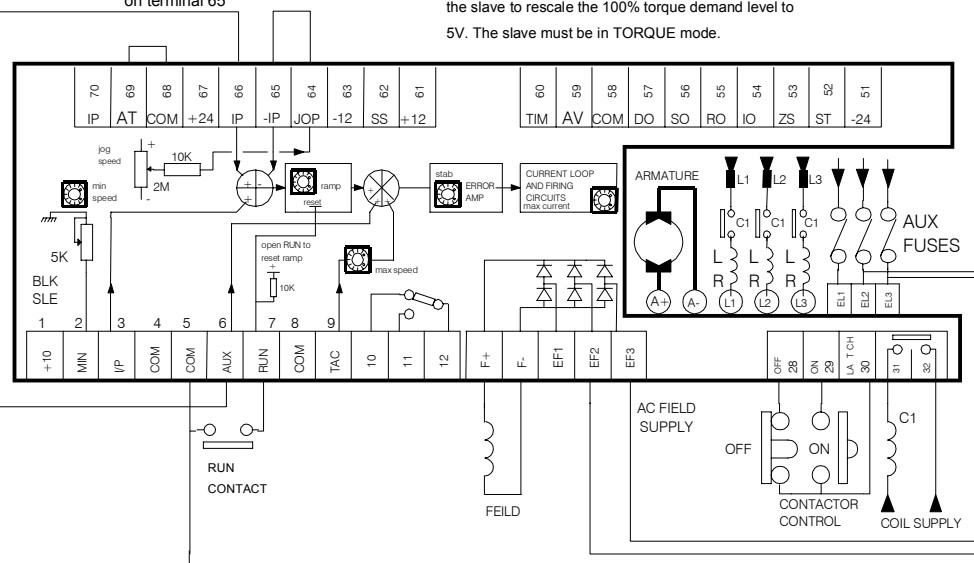 on terminal 65
the slave to rescale the 100% torque demand level to
5V. The slave must be in TORQUE mode.
70 69 68 67 66 65 64 63 62 61
IP AT COM +24 IP -IP JOP -12 SS +12
60 59 58 57 56 55 54 53 52 51
TIM AV COM DO SO RO IO ZS ST -24
jog
speed
+
10K
2M
-
min
speed
5K
BLK
SLE
+ -
+ +
ramp
reset
+ -
+ +
stab
ERROR
AMP
CURRENT LOOP
AND FIRING
CIRCUITS
max current
open RUN to
reset ramp
+
10K
max speed
ARMATURE
A+ A-
L1 L2 L3
C1 C1 C1
L L L
R R R
L1 L2 L3
EL1 EL2 EL3
AUX
FUSES
1 2 3 4 5 6 7 8 9
+10 MIN I/P COM COM AUX RUN COM TAC 10 11 12
F+ F- EF1 EF2 EF3
OFF 28 ON 29 LA T CH 30 31 32
RUN
CONTACT
FEILD
AC FIELD
SUPPLY
OFF ON
CONTACTOR
CONTROL
C1
COIL SUPPLY